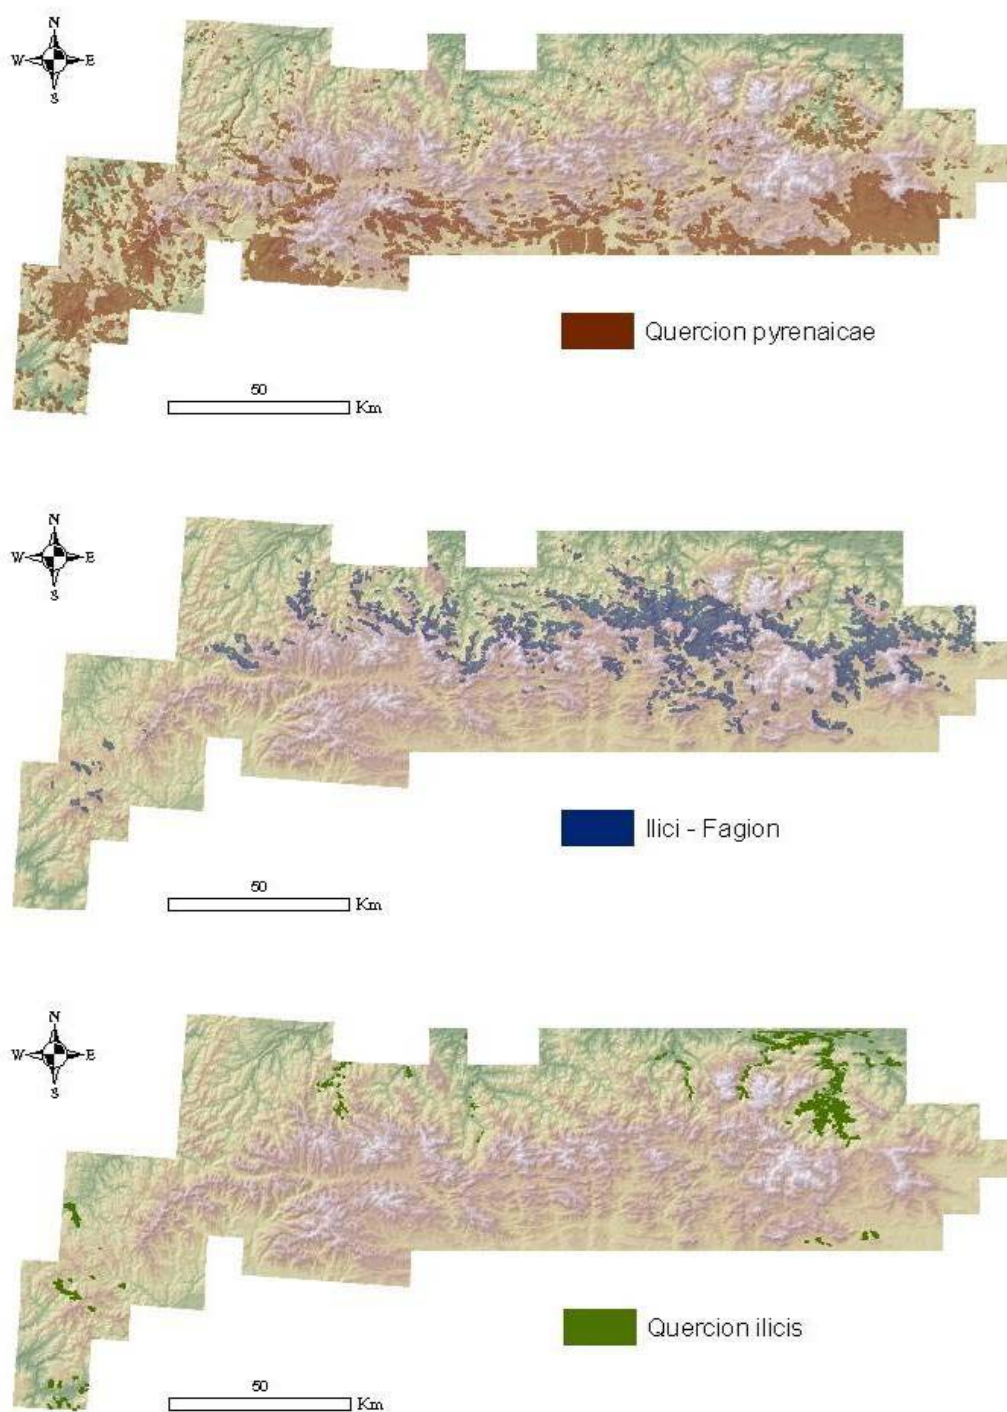 N
W E
S
Quercion pyrenaicae
50
Km
N
W E
S
Ilici - Fagion
50
Km
N
W E
S
Quercion ilicis
50
Km